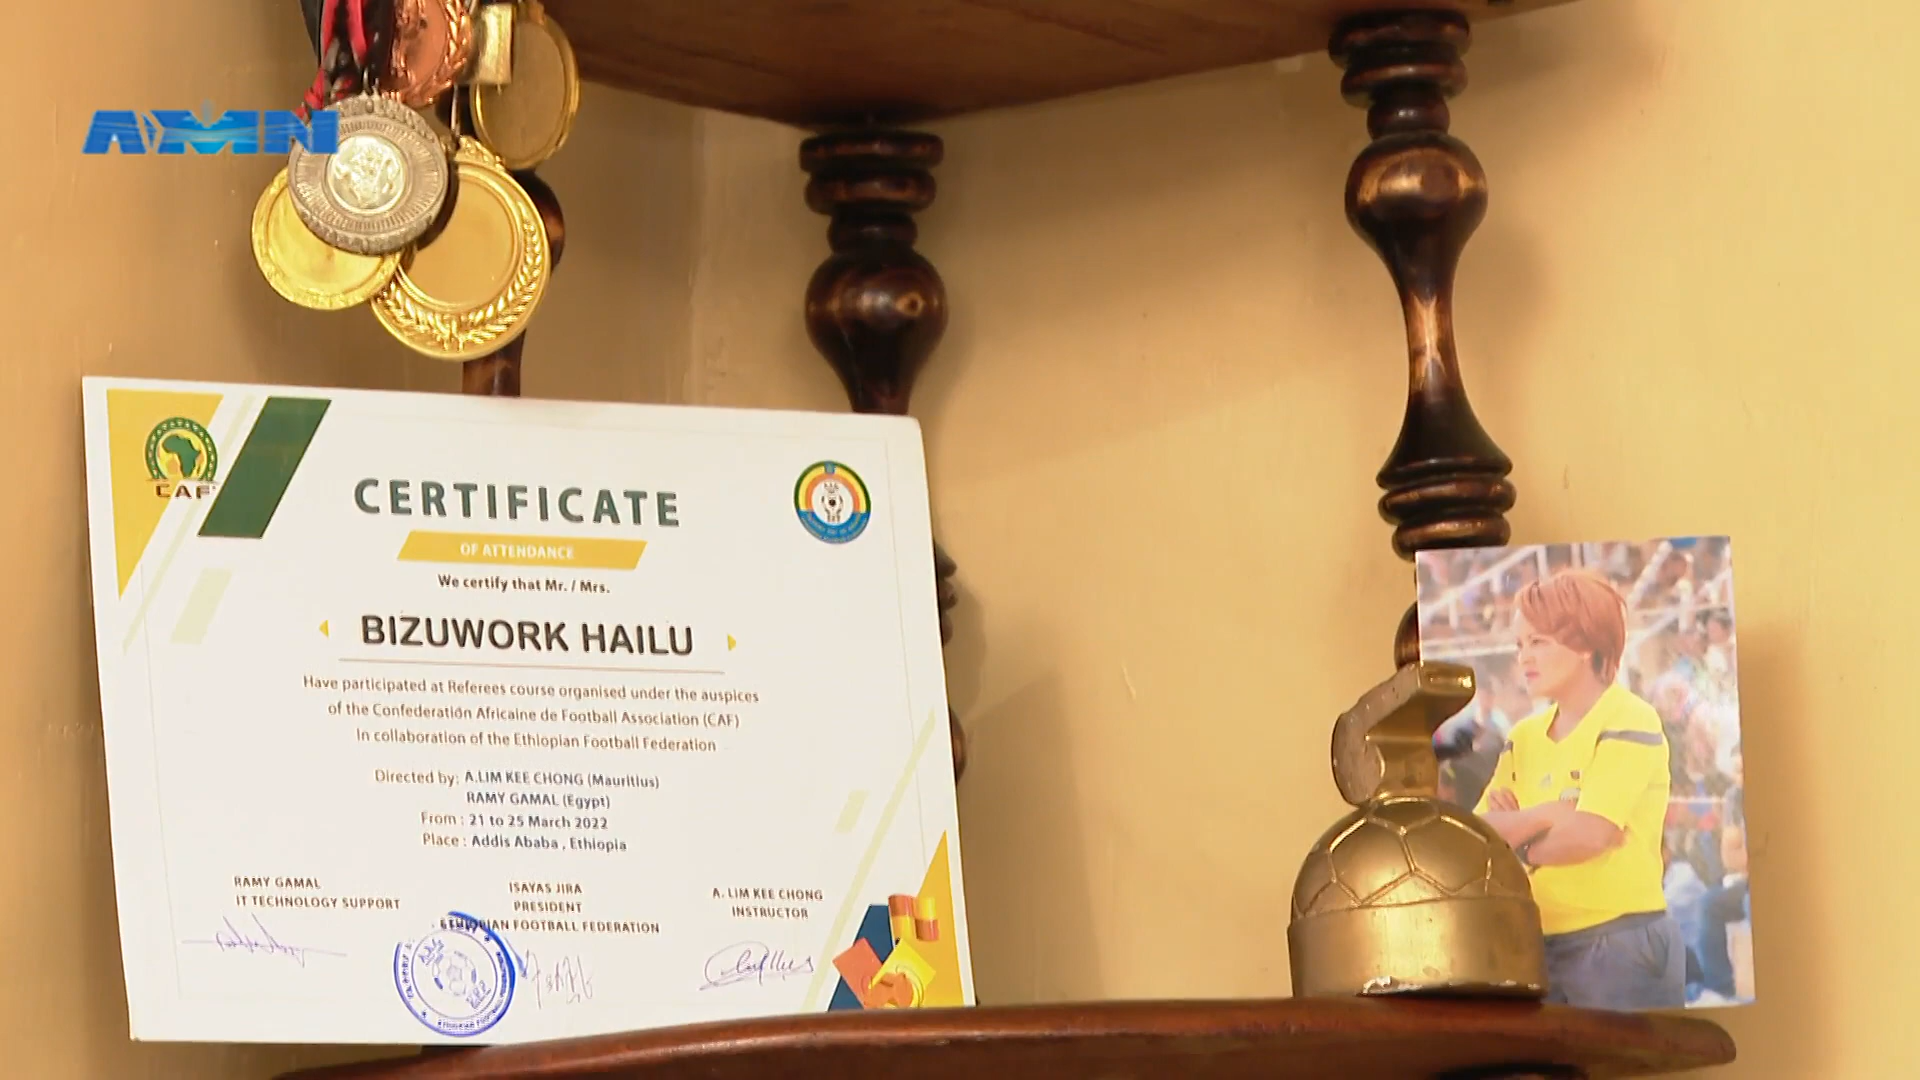 AMN
CAF
CERTIFICATE
OF ATTENDANCE
We certify that Mr. / Mrs.
BIZUWORK HAILU
Have participated at Referees course organised under the auspices
of the Confederation Africaine de Football Association (CAF)
In collaboration of the Ethiopian Football Federation
Directed by: A.LIM KEE CHONG (Mauritius)
RAMY GAMAL (Egypt)
From : 21 to 25 March 2022
Place : Addis Ababa , Ethiopia
RAMY GAMAL
IT TECHNOLOGY SUPPORT
ISAYAS JIRA
PRESIDENT
ETHIOPIAN FOOTBALL FEDERATION
A. LIM KEE CHONG
INSTRUCTOR